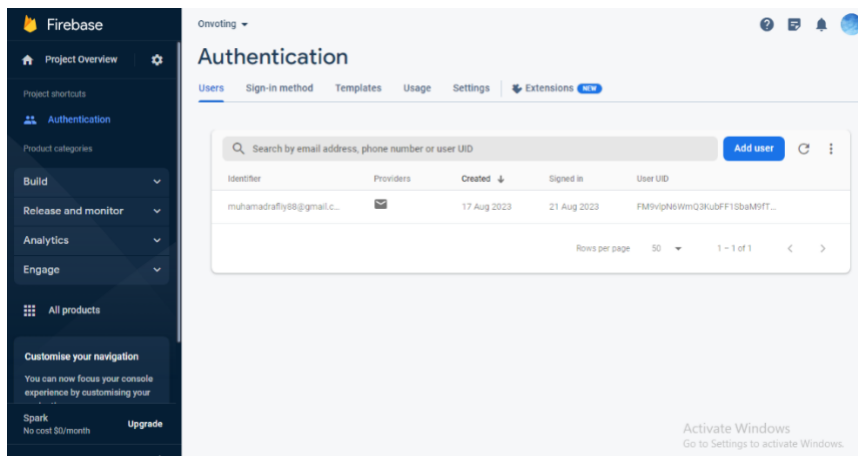 Firebase
Project Overview
Project shortcuts
Authentication
Product categories
Build
Release and monitor
Analytics
Engage
All products
Customise your navigation
You can now focus your console
experience by customising your
Spark
No cost $0/month
Upgrade
Onvoting
Authentication
Users Sign-in method Templates Usage Settings Extensions NEW
Search by email address, phone number or user UID
Add user
Identifier Providers Created Signed in User UID
muhamadrafliy88@gmail.c... 17 Aug 2023 21 Aug 2023
Rows per page 50 1 – 1 of 1
Activate Windows
Go to Settings to activate Windows.